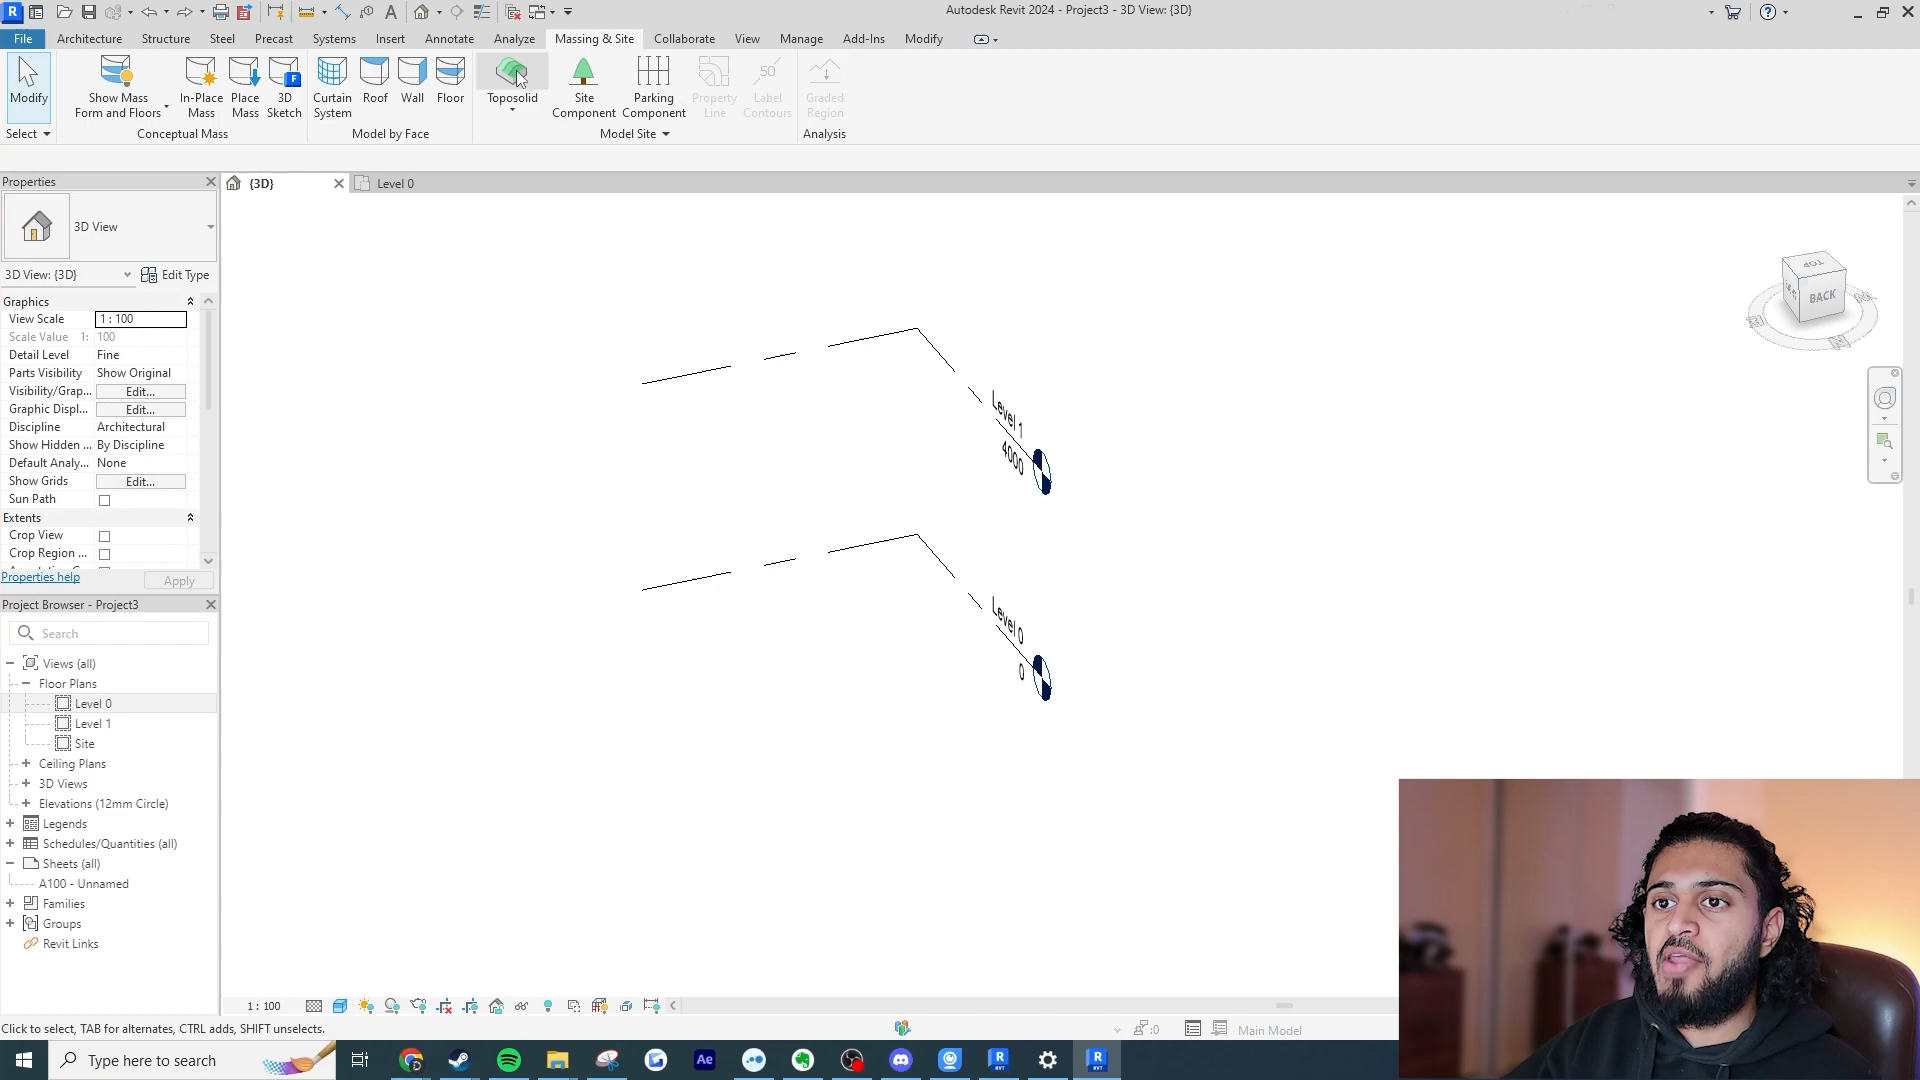 R
A
Autodesk Revit 2024 - Project3 - 3D View: {3D}
?
File Architecture Structure Steel Precast Systems Insert Annotate Analyze Massing & Site Collaborate View Manage Add-Ins Modify
Modify
Show Mass
Form and Floors
In-Place
Mass
Place
Mass
F
3D
Sketch
Curtain
System
Roof
Wall
Floor
Toposolid
Site
Component
Parking
Component
Property
Line
50
Label
Contours
Graded
Region
Select
Conceptual Mass
Model by Face
Model Site
Analysis
Properties
3D View
3D View: {3D}
Edit Type
Graphics
View Scale 1 : 100
Scale Value 1: 100
Detail Level Fine
Parts Visibility Show Original
Visibility/Grap... Edit...
Graphic Displ... Edit...
Discipline Architectural
Show Hidden ... By Discipline
Default Analy... None
Show Grids Edit...
Sun Path
Extents
Crop View
Crop Region ...
Properties help
Apply
Project Browser - Project3
Search
Views (all)
Floor Plans
Level 0
Level 1
Site
Ceiling Plans
3D Views
Elevations (12mm Circle)
Legends
Schedules/Quantities (all)
Sheets (all)
A100 - Unnamed
Families
Groups
Revit Links
{3D}
Level 0
Level 1
4000
Level 0
0
TOP
BACK
N
1 : 100
Click to select, TAB for alternates, CTRL adds, SHIFT unselects.
:0
Main Model
Type here to search
Ae
R
RVT
R
RVT